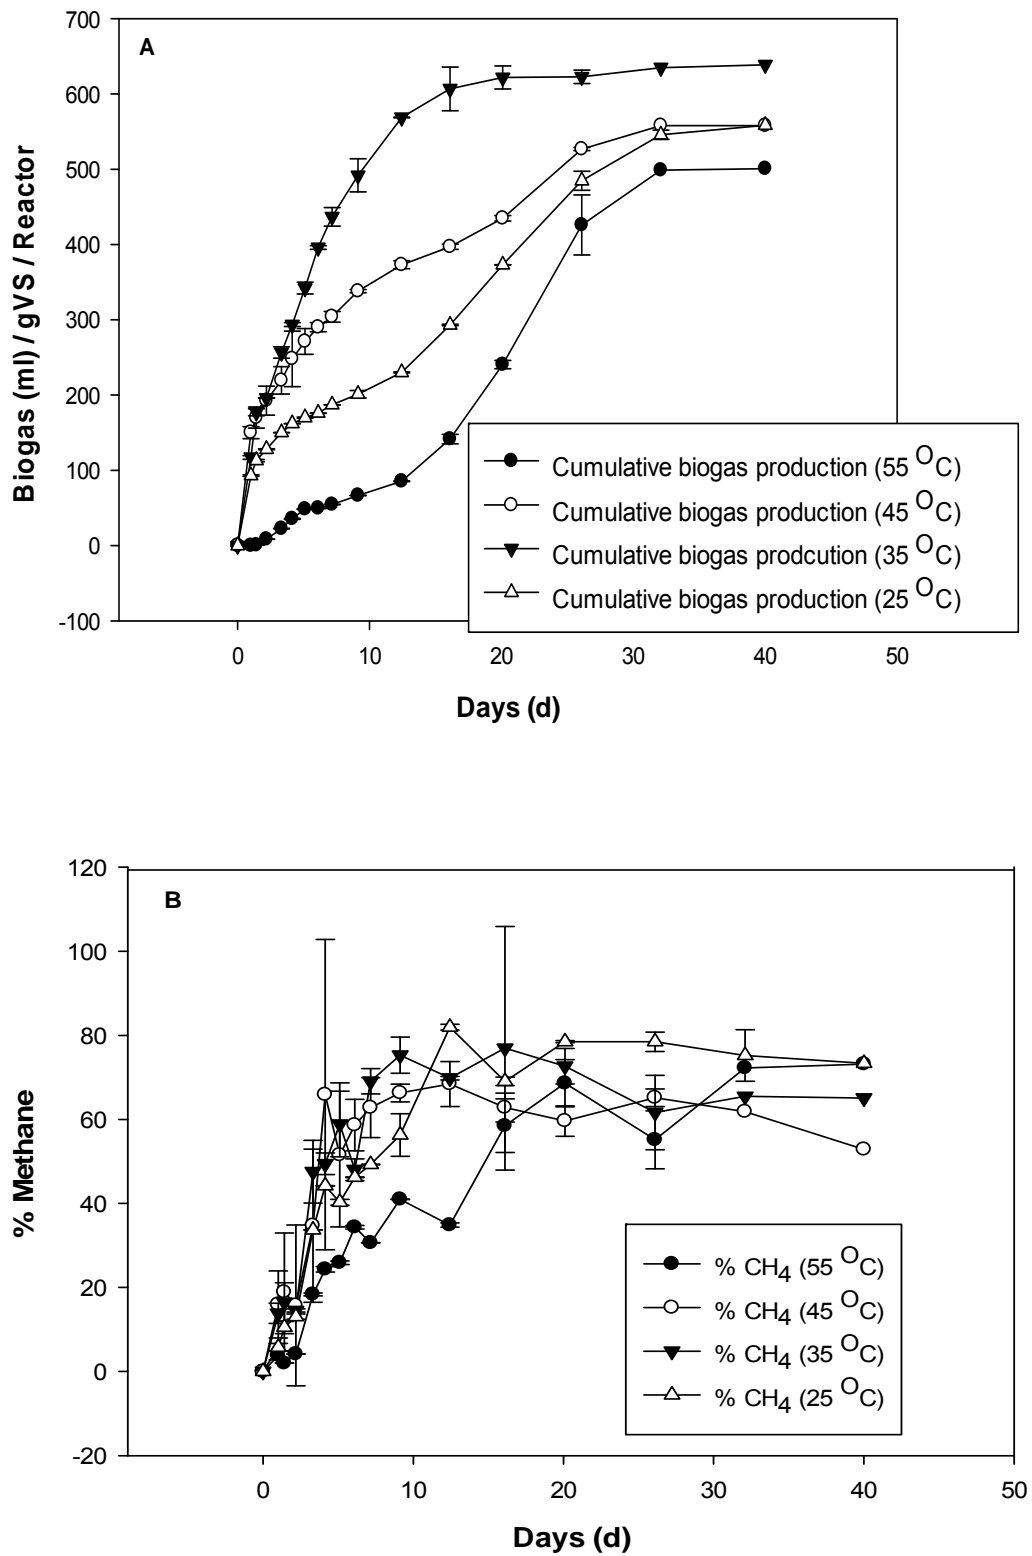 700
A
600
500
400
300
200
100
0
-100
Biogas (ml) / gVS / Reactor
Cumulative biogas production (55 OC)
Cumulative biogas production (45 OC)
Cumulative biogas prodcution (35 OC)
Cumulative biogas production (25 OC)
0 10 20 30 40 50
Days (d)
120
B
100
80
60
40
20
0
-20
% Methane
% CH4 (55 OC)
% CH4 (45 OC)
% CH4 (35 OC)
% CH4 (25 OC)
0 10 20 30 40 50
Days (d)